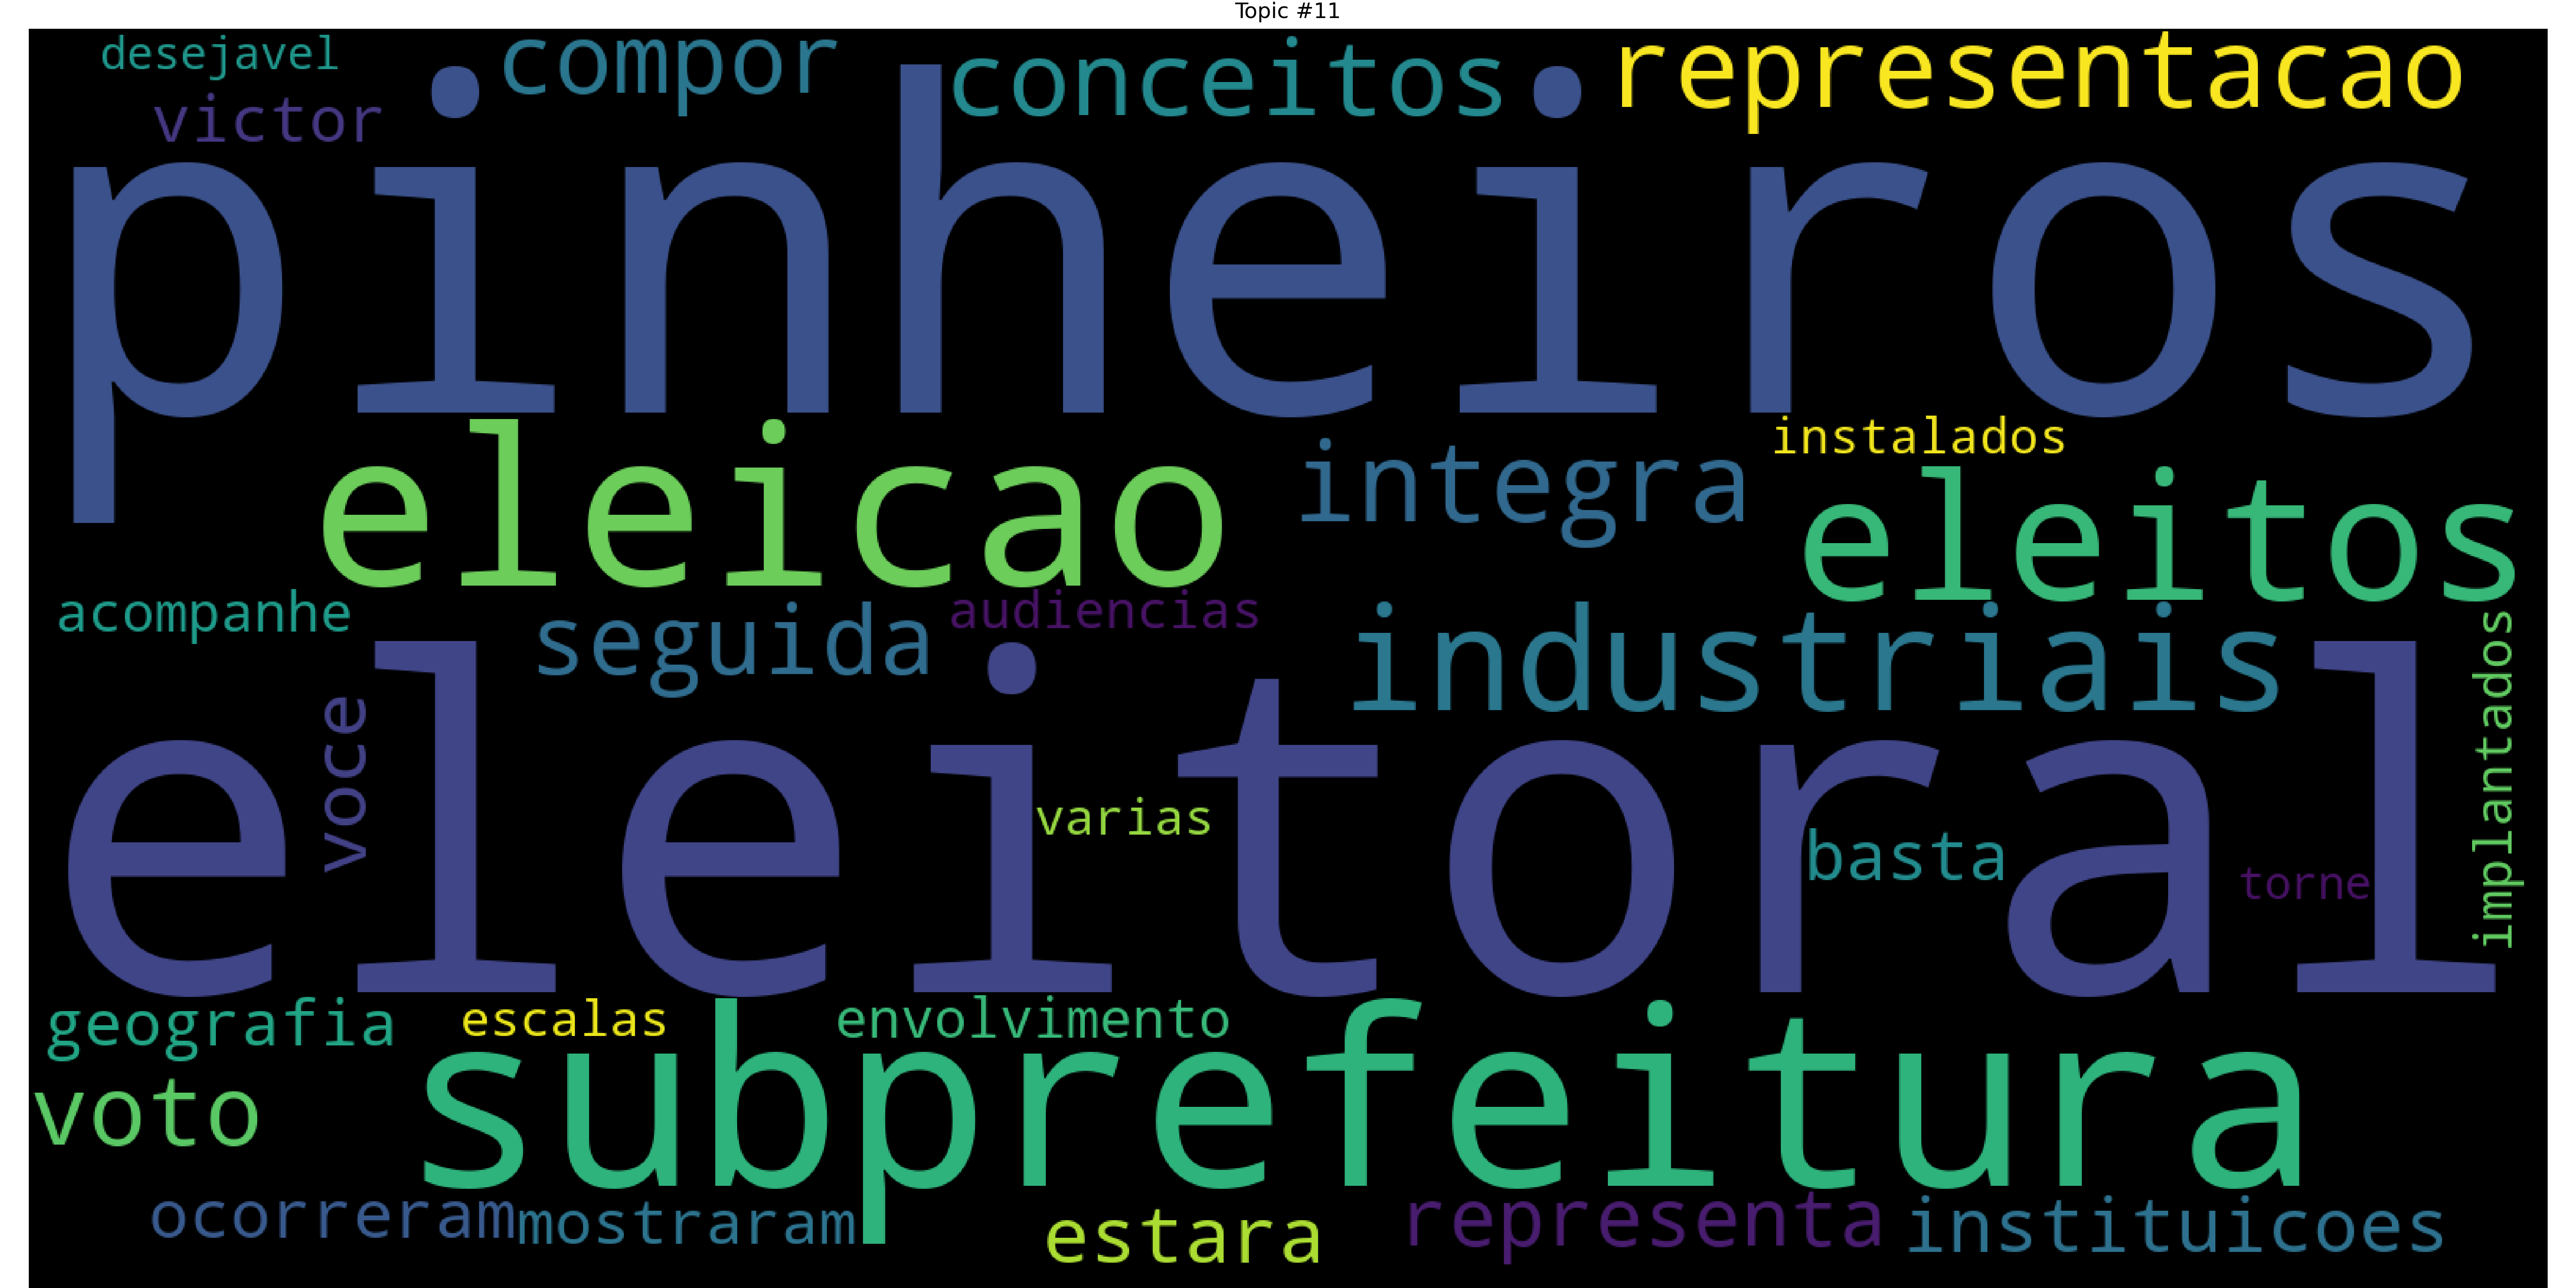 Topic #11
desejavel
compor
conceitos
representacao
victor
pinheiros
eleicao
integra
instalados
eleitos
acompanhe
seguida
audiencias
industriais
implantados
voce
eleitoral
varias
basta
torne
geografia
escalas
envolvimento
subprefeitura
voto
ocorreram
mostraram
estara
representa
instituicoes